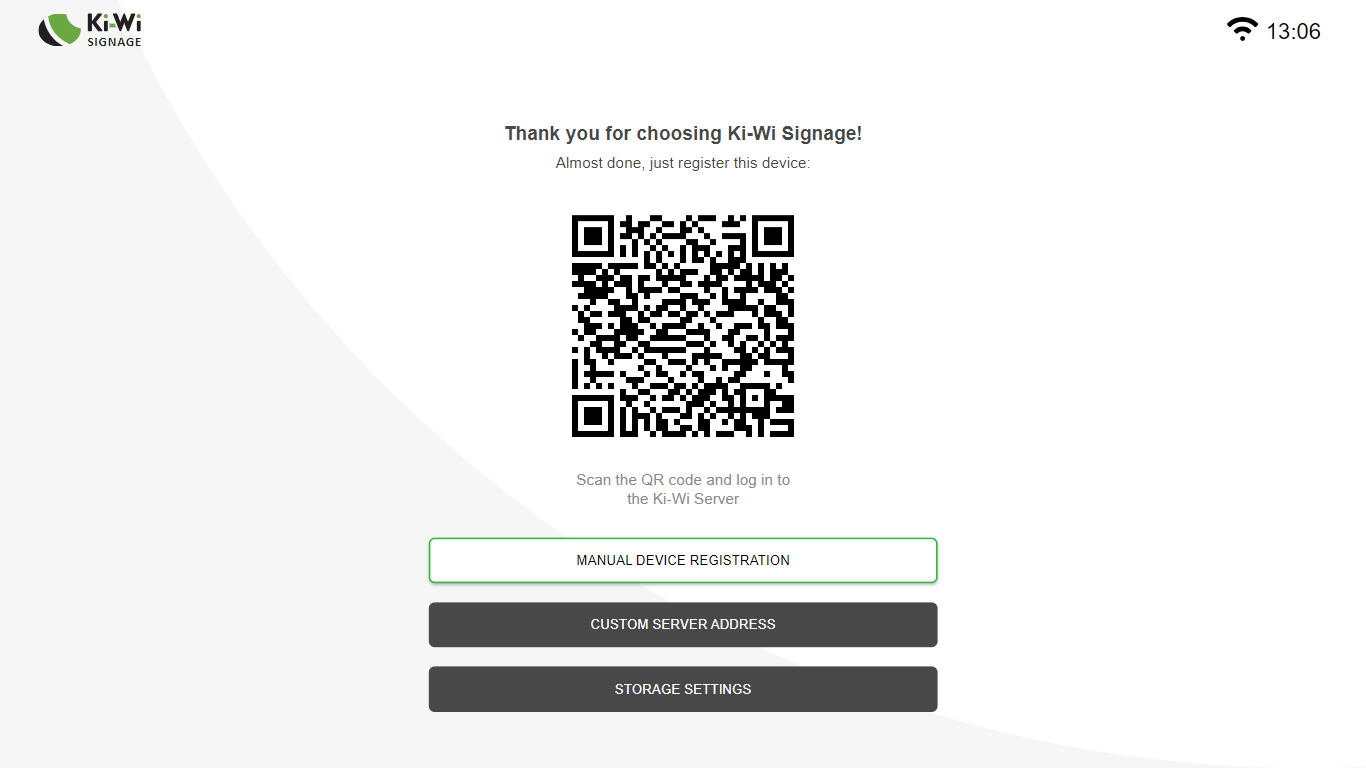 Ki-Wi
SIGNAGE
13:06
Thank you for choosing Ki-Wi Signage!
Almost done, just register this device:
Scan the QR code and log in to
the Ki-Wi Server
MANUAL DEVICE REGISTRATION
CUSTOM SERVER ADDRESS
STORAGE SETTINGS